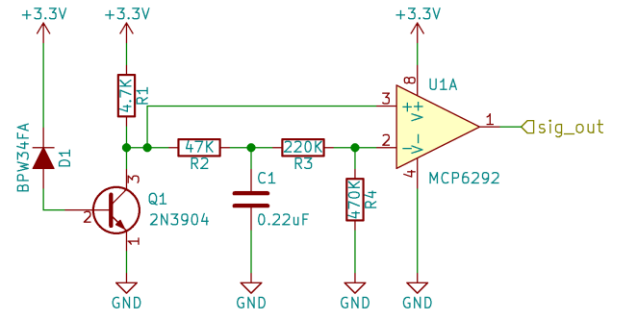 +3.3V
+3.3V
+3.3V
BPW34FA
D1
4.7K
R1
8
U1A
3
+
V+
1
sig_out
2
−
V−
4
MCP6292
47K
R2
220K
R3
3
Q1
2N3904
2
1
C1
0.22uF
470K
R4
GND
GND
GND
GND